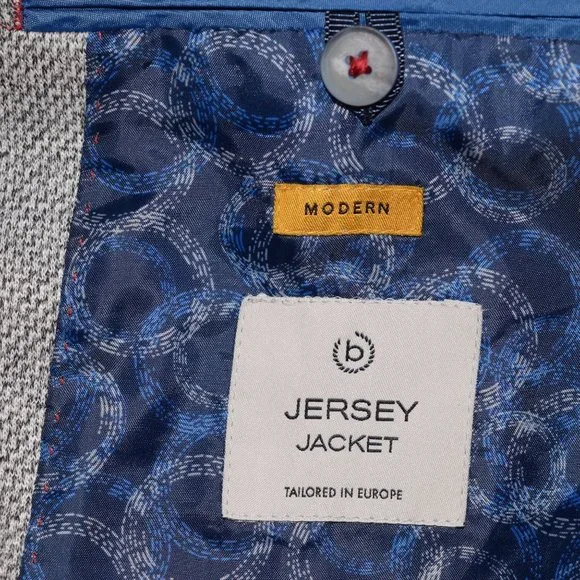 MODERN
b
JERSEY
JACKET
TAILORED IN EUROPE